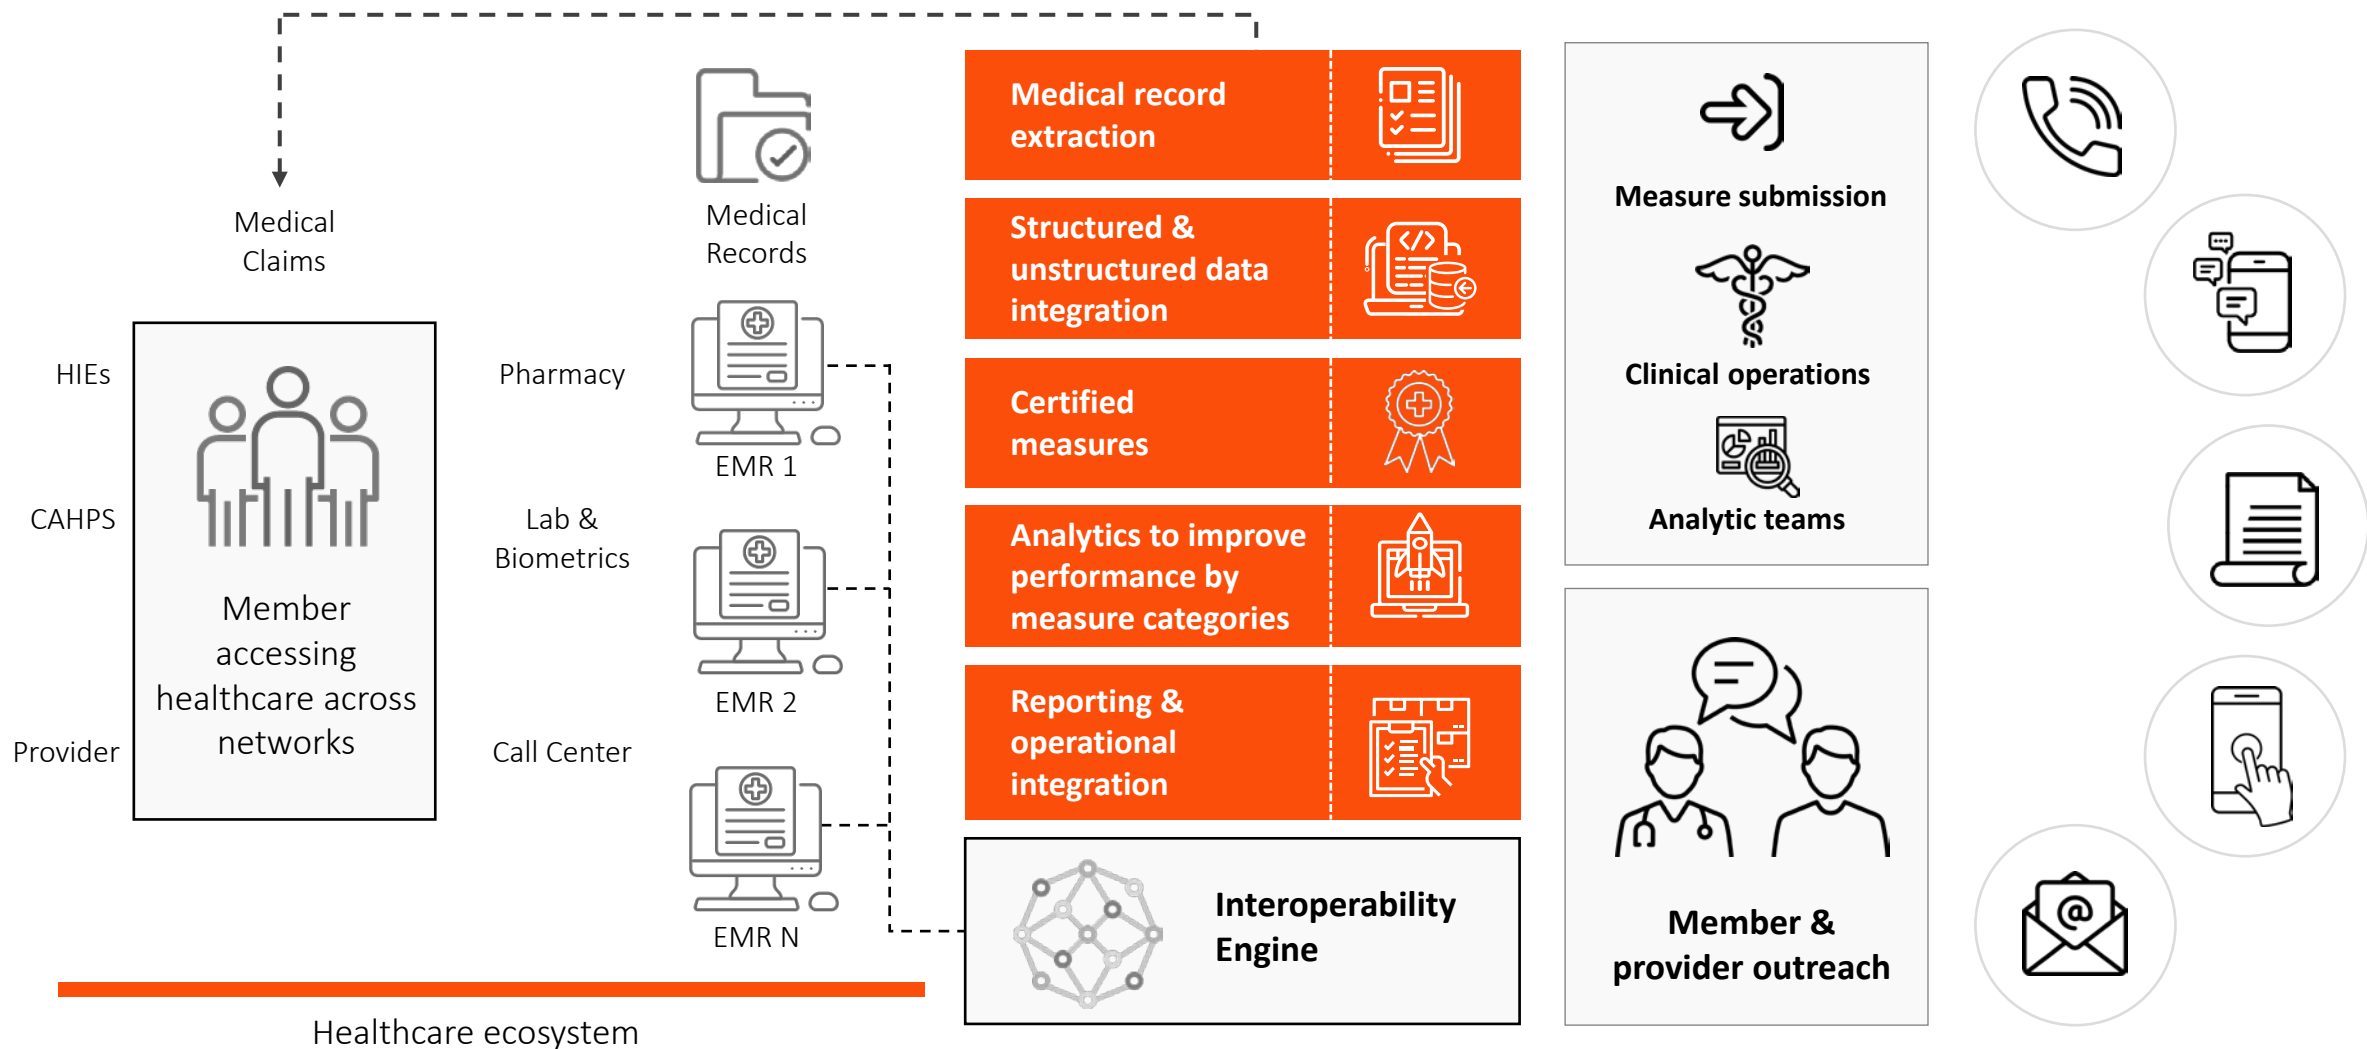 Medical
Claims
HIEs
CAHPS
Provider
Member
accessing
healthcare across
networks
Pharmacy
Lab &
Biometrics
Call Center
Medical
Records
EMR 1
EMR 2
EMR N
Healthcare ecosystem
Medical record
extraction
Structured &
unstructured data
integration
Certified
measures
Analytics to improve
performance by
measure categories
Reporting &
operational
integration
Interoperability
Engine
Measure submission
Clinical operations
Analytic teams
Member &
provider outreach